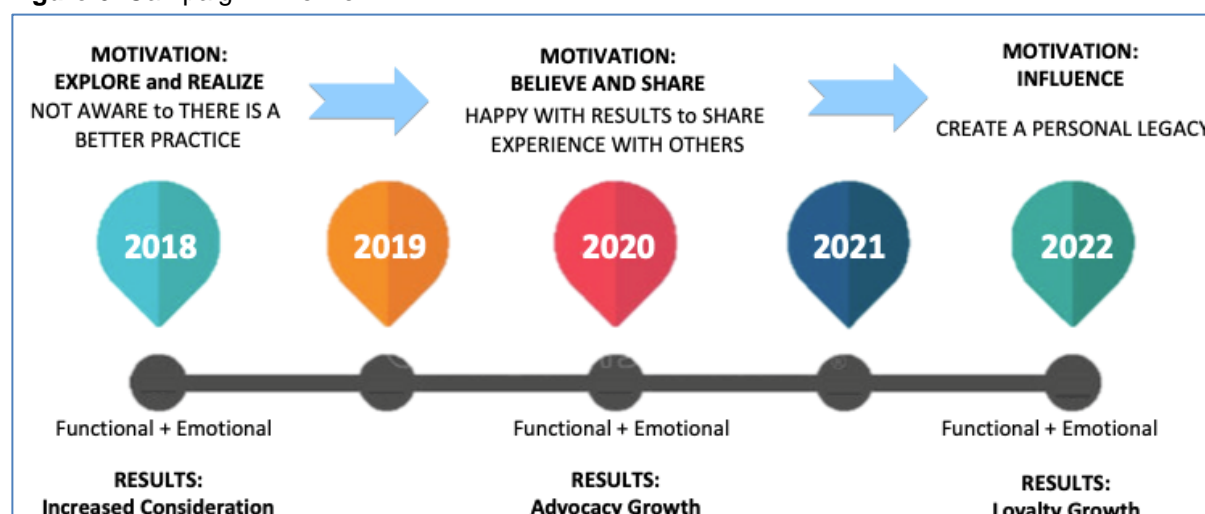 MOTIVATION:
EXPLORE and REALIZE
NOT AWARE to THERE IS A
BETTER PRACTICE
MOTIVATION:
BELIEVE AND SHARE
HAPPY WITH RESULTS to SHARE
EXPERIENCE WITH OTHERS
MOTIVATION:
INFLUENCE
CREATE A PERSONAL LEGACY
2018
2019
2020
2021
2022
Functional + Emotional
Functional + Emotional
Functional + Emotional
RESULTS:
Increased Consideration
RESULTS:
Advocacy Growth
RESULTS:
Loyalty Growth